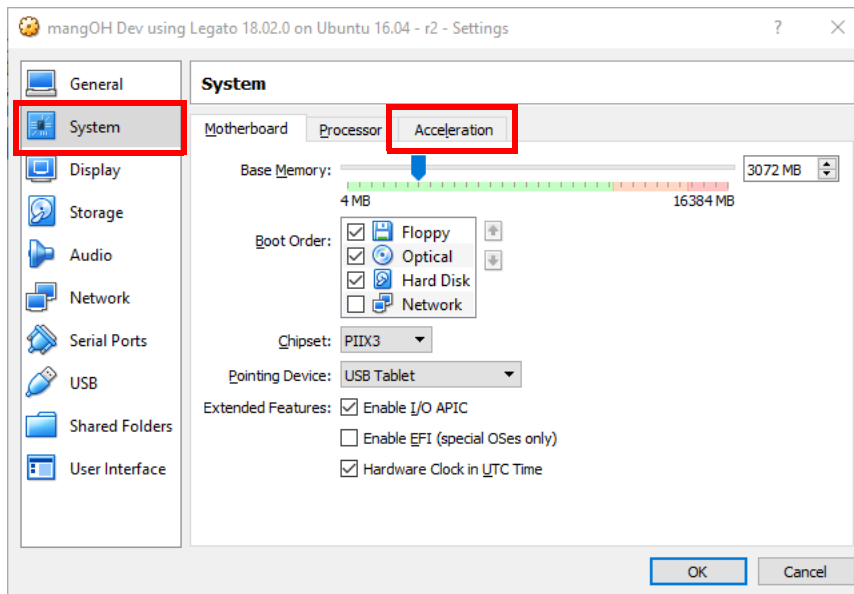 mangOH Dev using Legato 18.02.0 on Ubuntu 16.04 - r2 - Settings
?
General
System
Display
Storage
Audio
Network
Serial Ports
USB
Shared Folders
User Interface
System
Motherboard Processor Acceleration
Base Memory: 3072 MB
4 MB 16384 MB
Boot Order: Floppy
Optical
Hard Disk
Network
Chipset: PIIX3
Pointing Device: USB Tablet
Extended Features: Enable I/O APIC
Enable EFI (special OSes only)
Hardware Clock in UTC Time
OK Cancel